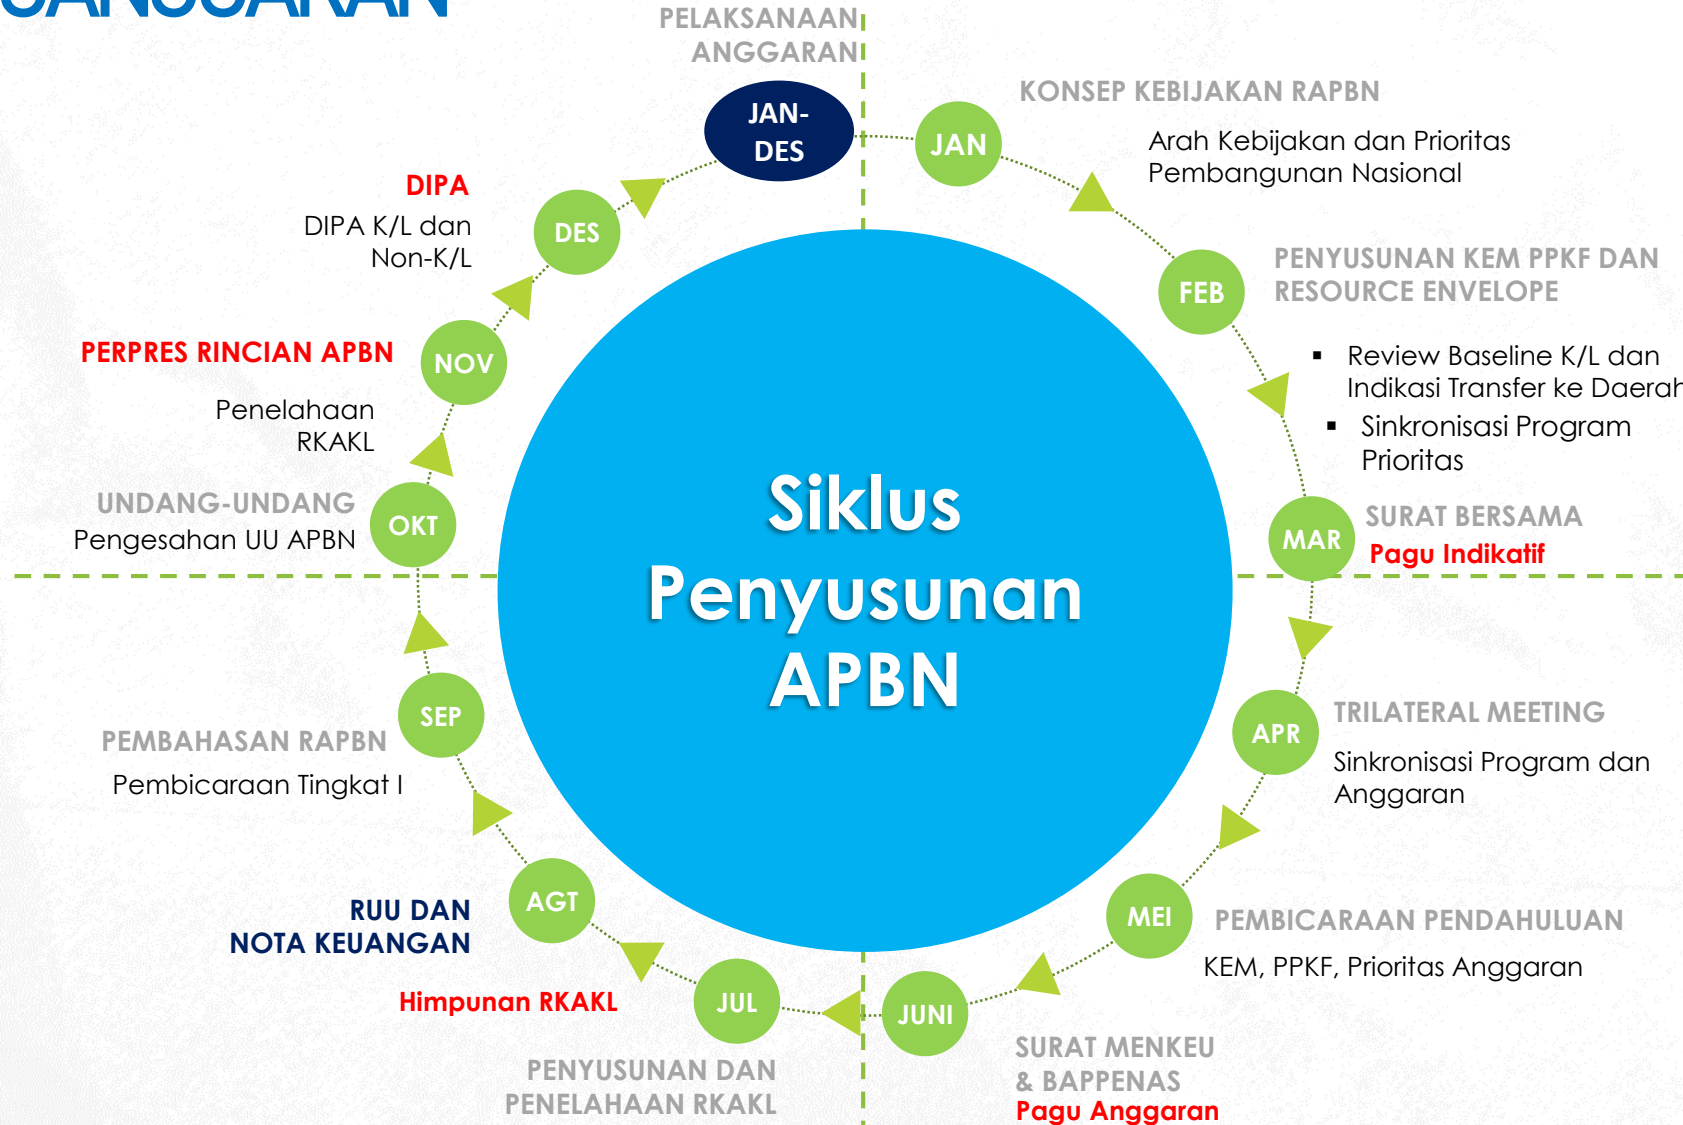 PELAKSANAAN
ANGGARAN
JAN-
DES
KONSEP KEBIJAKAN RAPBN
JAN
Arah Kebijakan dan Prioritas
Pembangunan Nasional
FEB
PENYUSUNAN KEM PPKF DAN
RESOURCE ENVELOPE
▪ Review Baseline K/L dan
Indikasi Transfer ke Daerah
▪ Sinkronisasi Program
Prioritas
MAR
SURAT BERSAMA
Pagu Indikatif
APR
TRILATERAL MEETING
Sinkronisasi Program dan
Anggaran
MEI
PEMBICARAAN PENDAHULUAN
KEM, PPKF, Prioritas Anggaran
JUNI
SURAT MENKEU
& BAPPENAS
Pagu Anggaran
JUL
Himpunan RKAKL
PENYUSUNAN DAN
PENELAHAAN RKAKL
AGT
RUU DAN
NOTA KEUANGAN
SEP
PEMBAHASAN RAPBN
Pembicaraan Tingkat I
OKT
UNDANG-UNDANG
Pengesahan UU APBN
NOV
PERPRES RINCIAN APBN
Penelahaan
RKAKL
DES
DIPA
DIPA K/L dan
Non-K/L
Siklus
Penyusunan
APBN